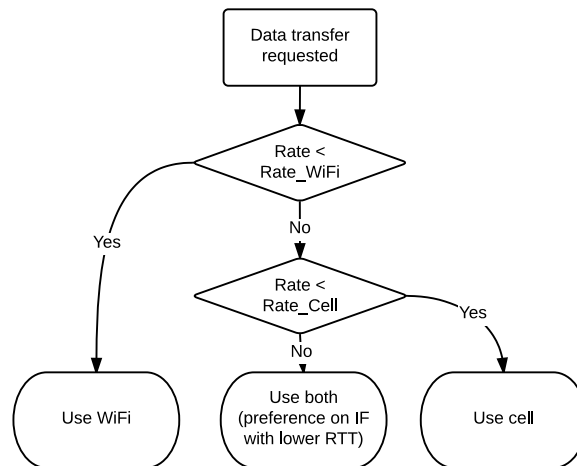 Data transfer
requested
Rate <
Rate_WiFi
Yes
No
Rate <
Rate_Cell
Yes
No
Use WiFi
Use both
(preference on IF
with lower RTT)
Use cell